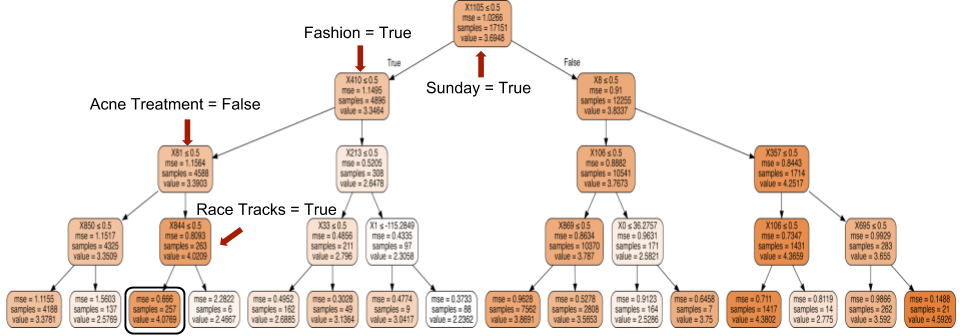 X1105 ≤ 0.5
mse = 1.0266
samples = 17151
value = 3.6948
Fashion = True
True
False
Sunday = True
X410 ≤ 0.5
mse = 1.1495
samples = 4896
value = 3.3464
X8 ≤ 0.5
mse = 0.91
samples = 12255
value = 3.8337
Acne Treatment = False
X81 ≤ 0.5
mse = 1.1564
samples = 4588
value = 3.3903
X213 ≤ 0.5
mse = 0.5205
samples = 308
value = 2.6478
X106 ≤ 0.5
mse = 0.8882
samples = 10541
value = 3.7673
X357 ≤ 0.5
mse = 0.8443
samples = 1714
value = 4.2517
Race Tracks = True
X850 ≤ 0.5
mse = 1.1517
samples = 4325
value = 3.3509
X844 ≤ 0.5
mse = 0.8093
samples = 263
value = 4.0209
X33 ≤ 0.5
mse = 0.4856
samples = 211
value = 2.796
X1 ≤ -115.2849
mse = 0.4335
samples = 97
value = 2.3058
X869 ≤ 0.5
mse = 0.8634
samples = 10370
value = 3.787
X0 ≤ 36.2757
mse = 0.9631
samples = 171
value = 2.5821
X106 ≤ 0.5
mse = 0.7347
samples = 1431
value = 4.3659
X695 ≤ 0.5
mse = 0.9929
samples = 283
value = 3.655
mse = 1.1155
samples = 4188
value = 3.3781
mse = 1.5603
samples = 137
value = 2.5769
mse = 0.666
samples = 257
value = 4.0769
mse = 2.2822
samples = 6
value = 2.4667
mse = 0.4952
samples = 162
value = 2.6885
mse = 0.3028
samples = 49
value = 3.1364
mse = 0.4774
samples = 9
value = 3.0417
mse = 0.3733
samples = 88
value = 2.2362
mse = 0.9628
samples = 7562
value = 3.8691
mse = 0.5278
samples = 2808
value = 3.5653
mse = 0.9123
samples = 164
value = 2.5286
mse = 0.6458
samples = 7
value = 3.75
mse = 0.711
samples = 1417
value = 4.3802
mse = 0.8119
samples = 14
value = 2.775
mse = 0.9866
samples = 262
value = 3.592
mse = 0.1488
samples = 21
value = 4.5926